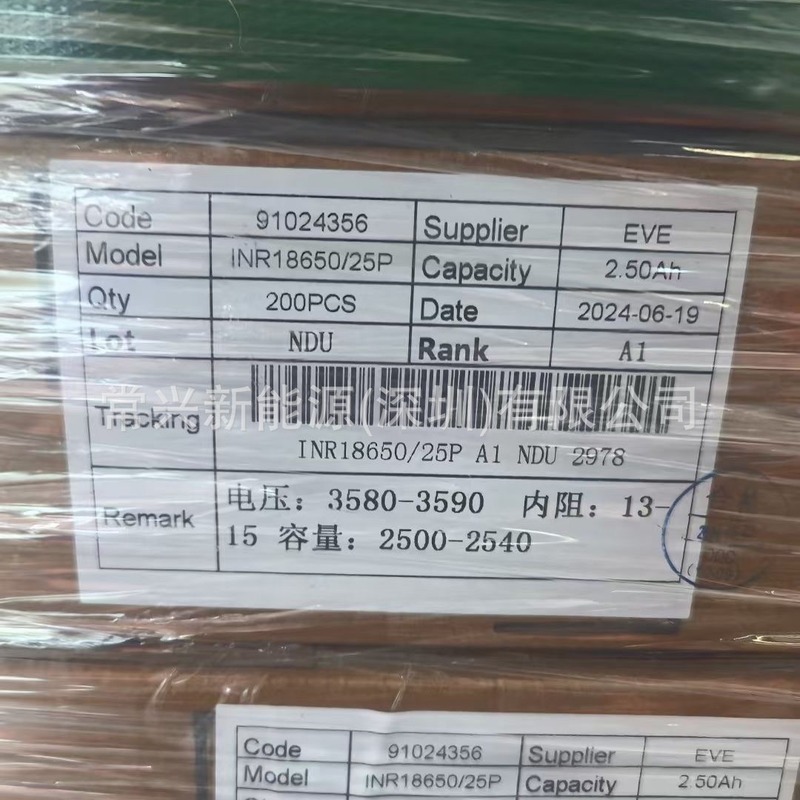 Code 91024356 Supplier EVE
Model INR18650/25P Capacity 2.50Ah
Qty 200PCS Date 2024-06-19
Lot NDU Rank A1
常兴新能源(深圳)有限公司
Tracking
INR18650/25P A1 NDU 2978
Remark 电压: 3580-3590 内阻: 13-
15 容量: 2500-2540
Code 91024356 Supplier EVE
Model INR18650/25P Capacity 2.50Ah